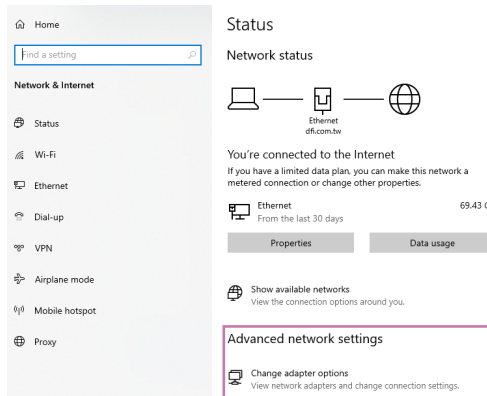 Home
Find a setting
Network & Internet
Status
Wi-Fi
Ethernet
Dial-up
VPN
Airplane mode
Mobile hotspot
Proxy
Status
Network status
Ethernet
dfi.com.tw
You're connected to the Internet
If you have a limited data plan, you can make this network a
metered connection or change other properties.
Ethernet
69.43
From the last 30 days
Properties
Data usage
Show available networks
View the connection options around you.
Advanced network settings
Change adapter options
View network adapters and change connection settings.